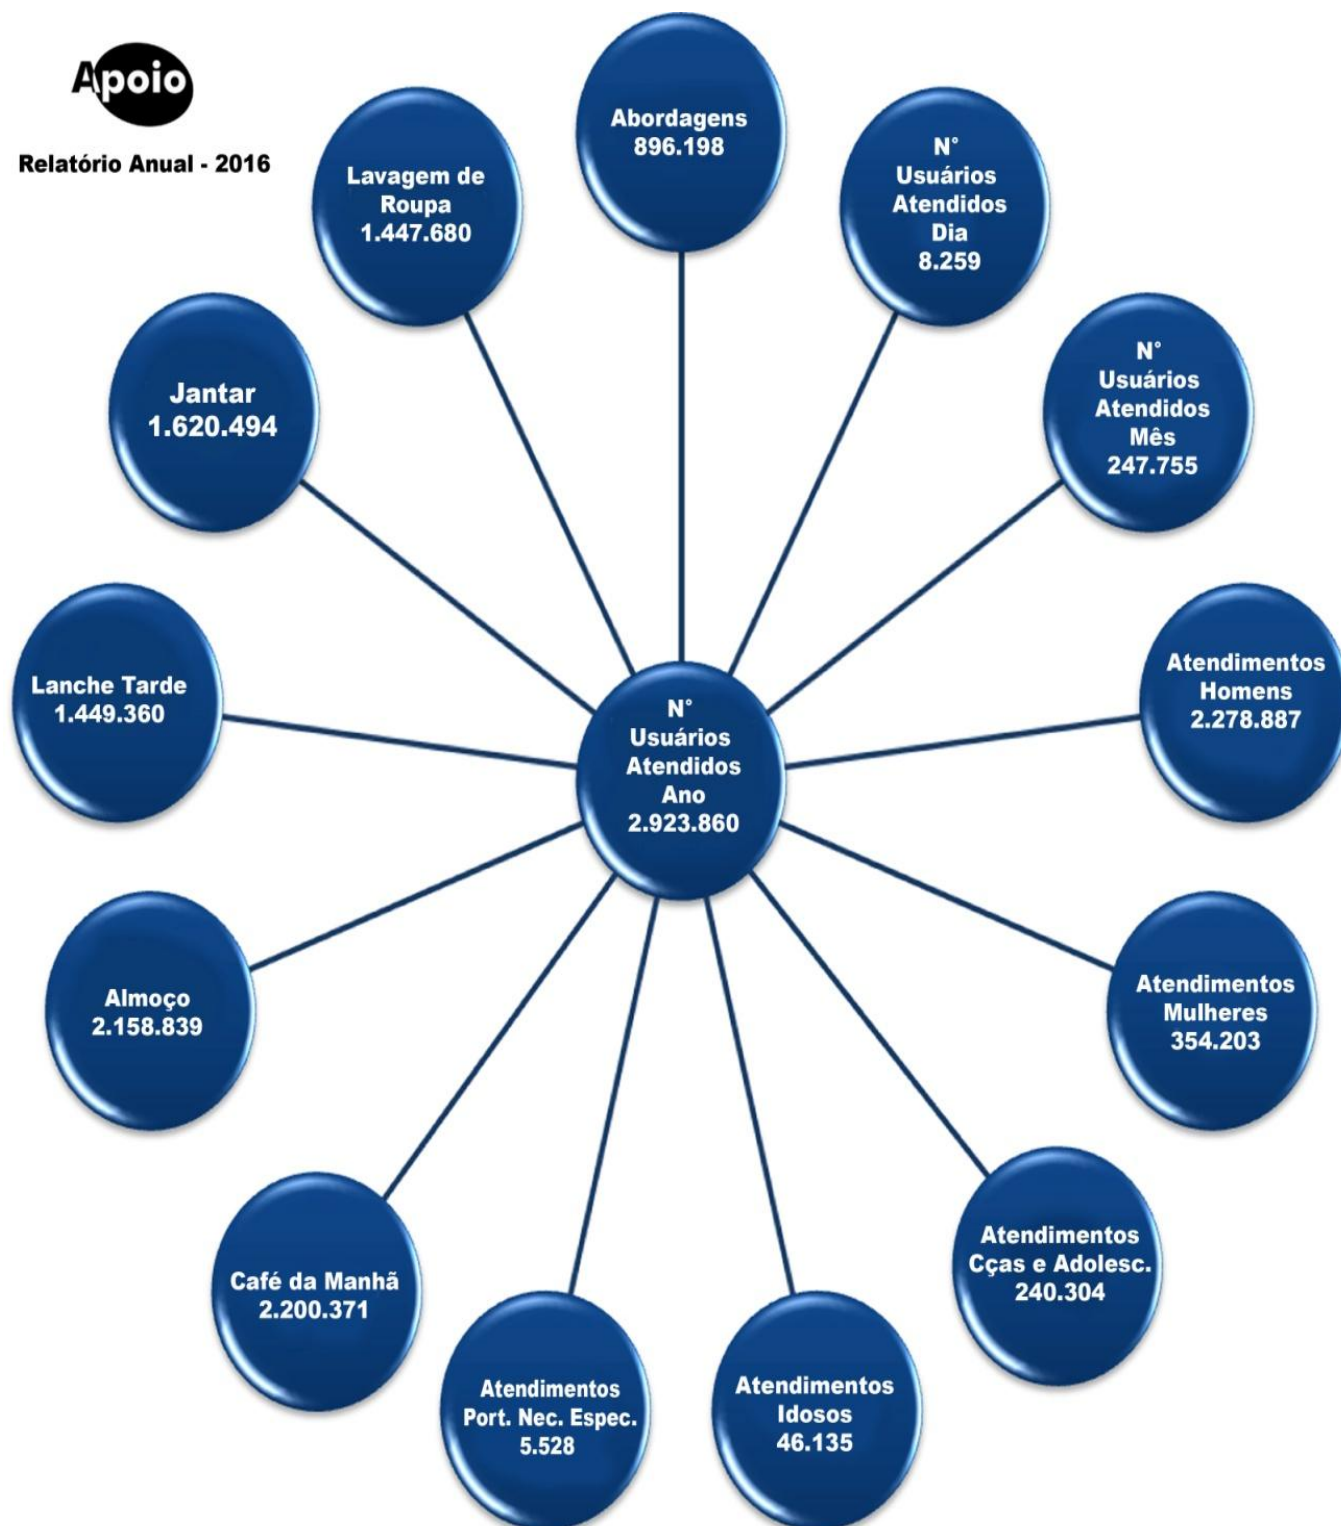 Apoio
Relatório Anual - 2016
Abordagens
896.198
N°
Usuários
Atendidos
Dia
8.259
N°
Usuários
Atendidos
Mês
247.755
Atendimentos
Homens
2.278.887
Atendimentos
Mulheres
354.203
Atendimentos
Cças e Adolesc.
240.304
Atendimentos
Idosos
46.135
Atendimentos
Port. Nec. Espec.
5.528
Café da Manhã
2.200.371
Almoço
2.158.839
Lanche Tarde
1.449.360
Jantar
1.620.494
Lavagem de
Roupa
1.447.680
N°
Usuários
Atendidos
Ano
2.923.860